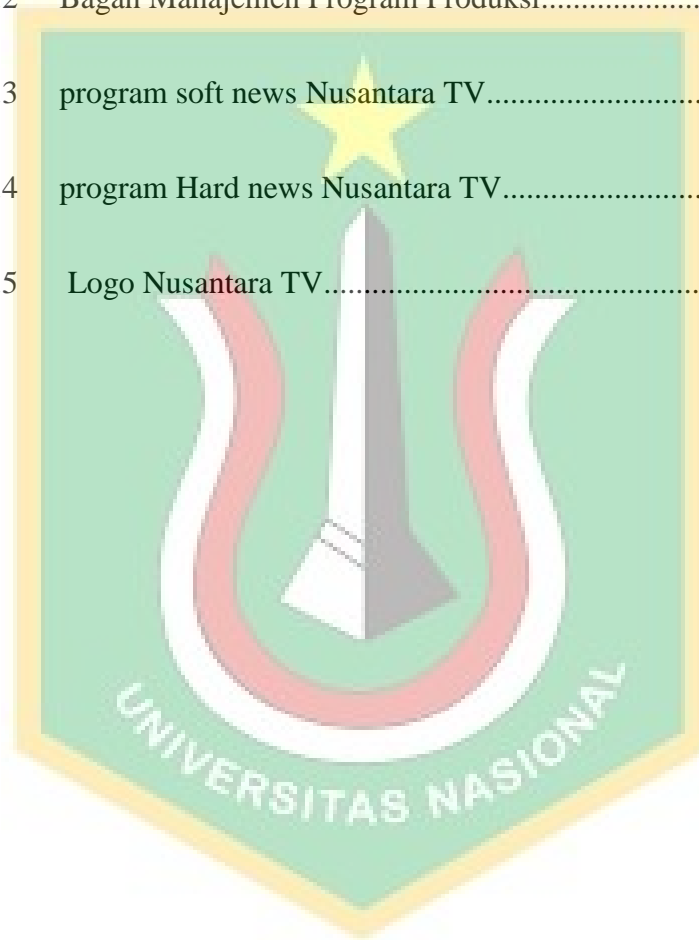 2 Bagan Manajemen Program Produksi..........................
3 program soft news Nusantara TV..........................
4 program Hard news Nusantara TV.........................
5 Logo Nusantara TV...............................................
UNIVERSITAS NASIONAL